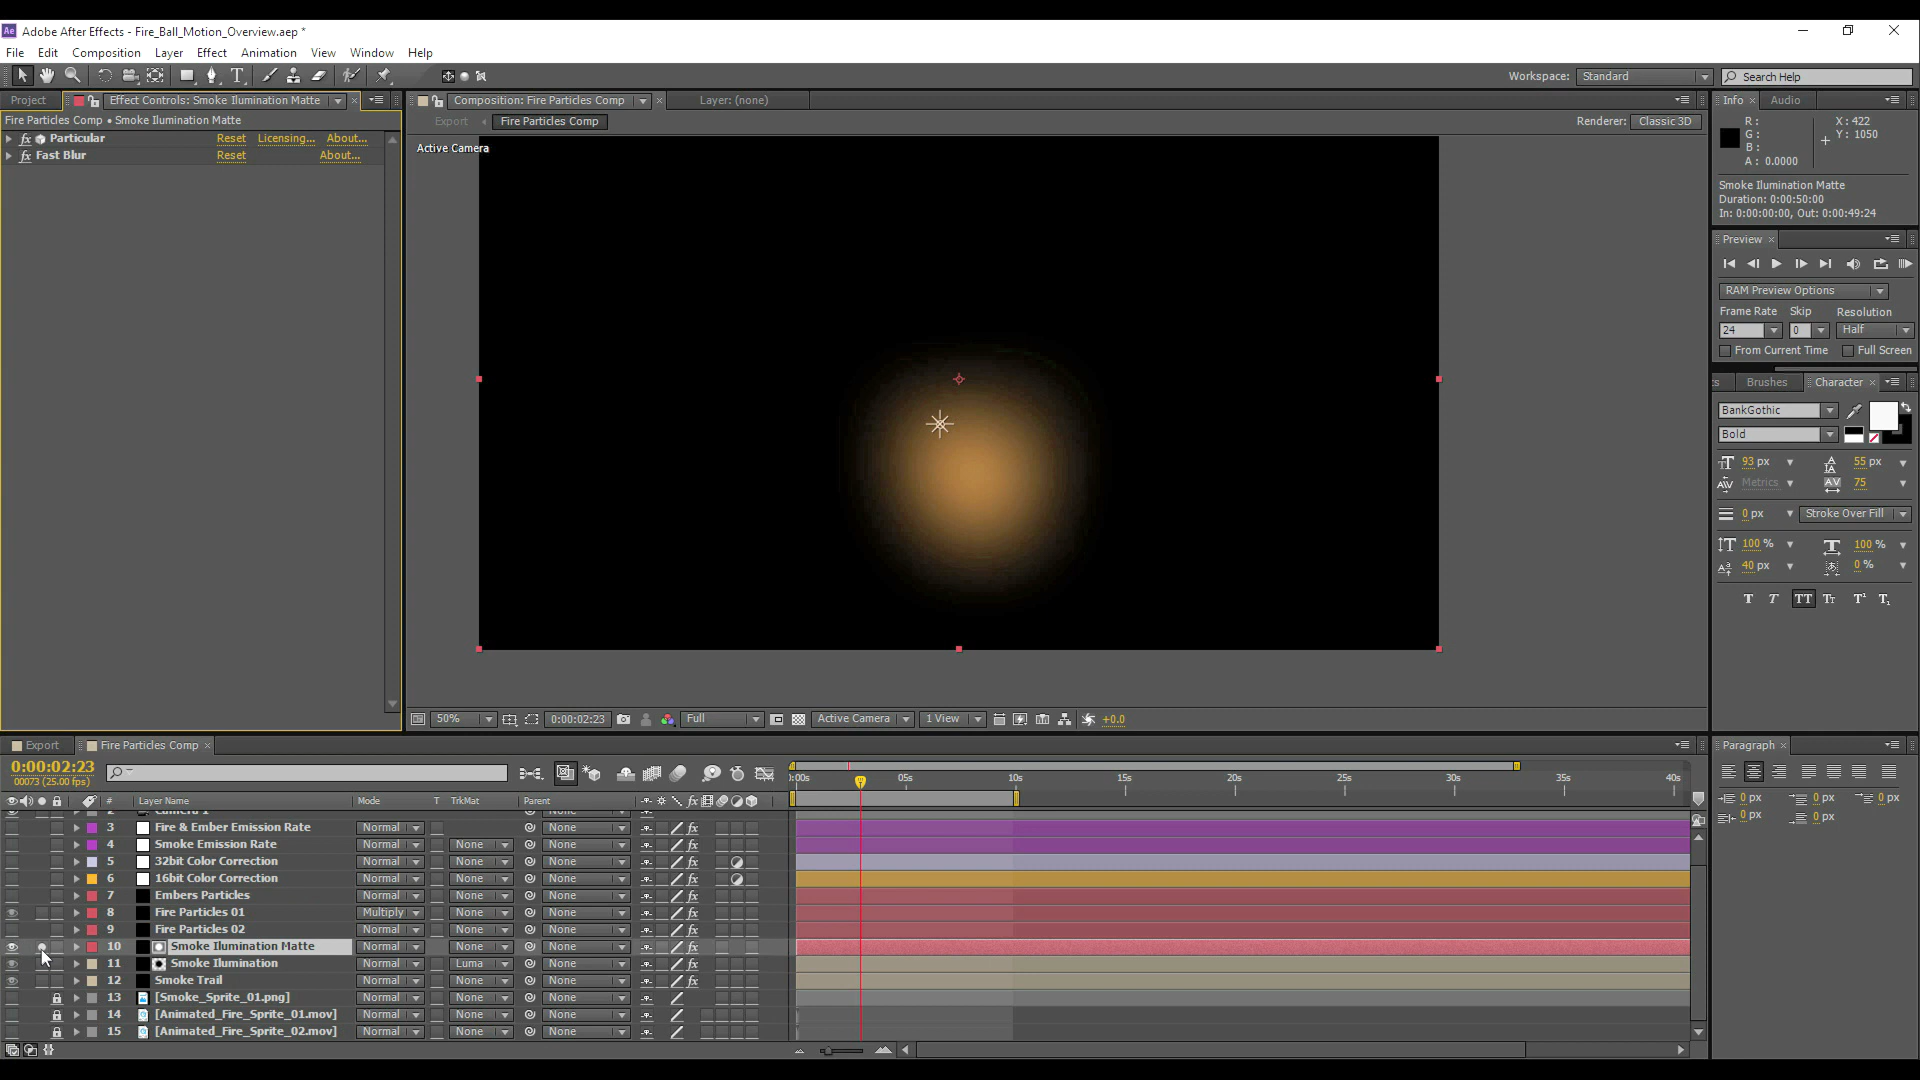 Ae Adobe After Effects - Fire_Ball_Motion_Overview.aep *
File Edit Composition Layer Effect Animation View Window Help
Workspace: Standard Search Help
Project Effect Controls: Smoke Ilumination Matte Composition: Fire Particles Comp Layer: (none) Info Audio
Fire Particles Comp • Smoke Ilumination Matte Export Fire Particles Comp Renderer: Classic 3D
R: X: 422
G: Y: 1050
B:
A: 0.0000
fx Particular Reset Licensing... About...
fx Fast Blur Reset About...
Active Camera
Smoke Ilumination Matte
Duration: 0:00:50:00
In: 0:00:00:00, Out: 0:00:49:24
Preview
RAM Preview Options
Frame Rate Skip Resolution
24 0 Half
From Current Time Full Screen
Brushes Character
BankGothic
Bold
93 px 55 px
Metrics 75
0 px Stroke Over Fill
100 % 100 %
40 px 0 %
T T TT Tt T¹ T₁
50% 0:00:02:23 Full Active Camera 1 View +0.0
Export Fire Particles Comp Paragraph
0:00:02:23
00073 (25.00 fps)
0 px 0 px 0 px
0 px 0 px
):00s 05s 10s 15s 20s 25s 30s 35s 40s
# Layer Name Mode T TrkMat Parent
Camera 1 None
3 Fire & Ember Emission Rate Normal None
4 Smoke Emission Rate Normal None None
5 32bit Color Correction Normal None None
6 16bit Color Correction Normal None None
7 Embers Particles Normal None None
8 Fire Particles 01 Multiply None None
9 Fire Particles 02 Normal None None
10 Smoke Ilumination Matte Normal None None
11 Smoke Ilumination Normal Luma None
12 Smoke Trail Normal None None
13 [Smoke_Sprite_01.png] Normal None None
14 [Animated_Fire_Sprite_01.mov] Normal None None
15 [Animated_Fire_Sprite_02.mov] Normal None None